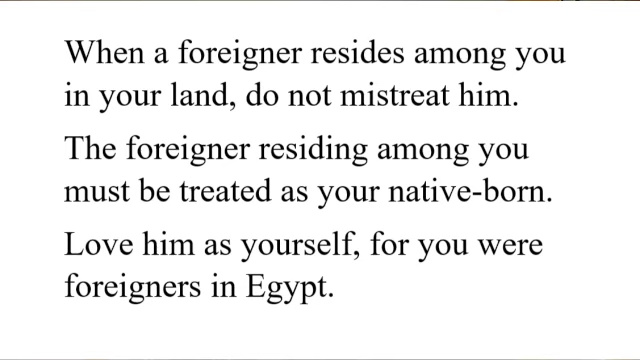 When a foreigner resides among you
in your land, do not mistreat him.
The foreigner residing among you
must be treated as your native-born.
Love him as yourself, for you were
foreigners in Egypt.